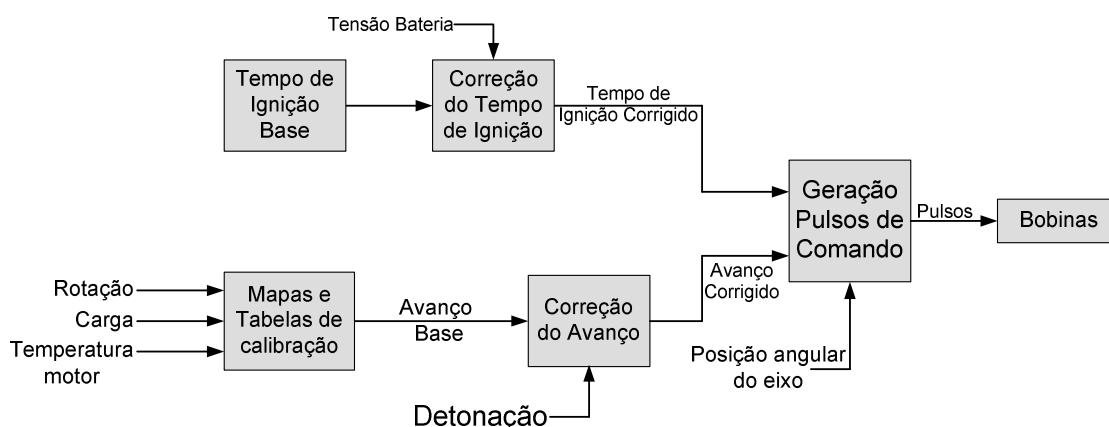 Tensão Bateria
Tempo de
Ignição
Base
Correção
do Tempo
de Ignição
Tempo de
Ignição Corrigido
Geração
Pulsos de
Comando
Pulsos
Bobinas
Rotação
Carga
Temperatura
motor
Mapas e
Tabelas de
calibração
Avanço
Base
Correção
do Avanço
Avanço
Corrigido
Posição angular
do eixo
Detonação